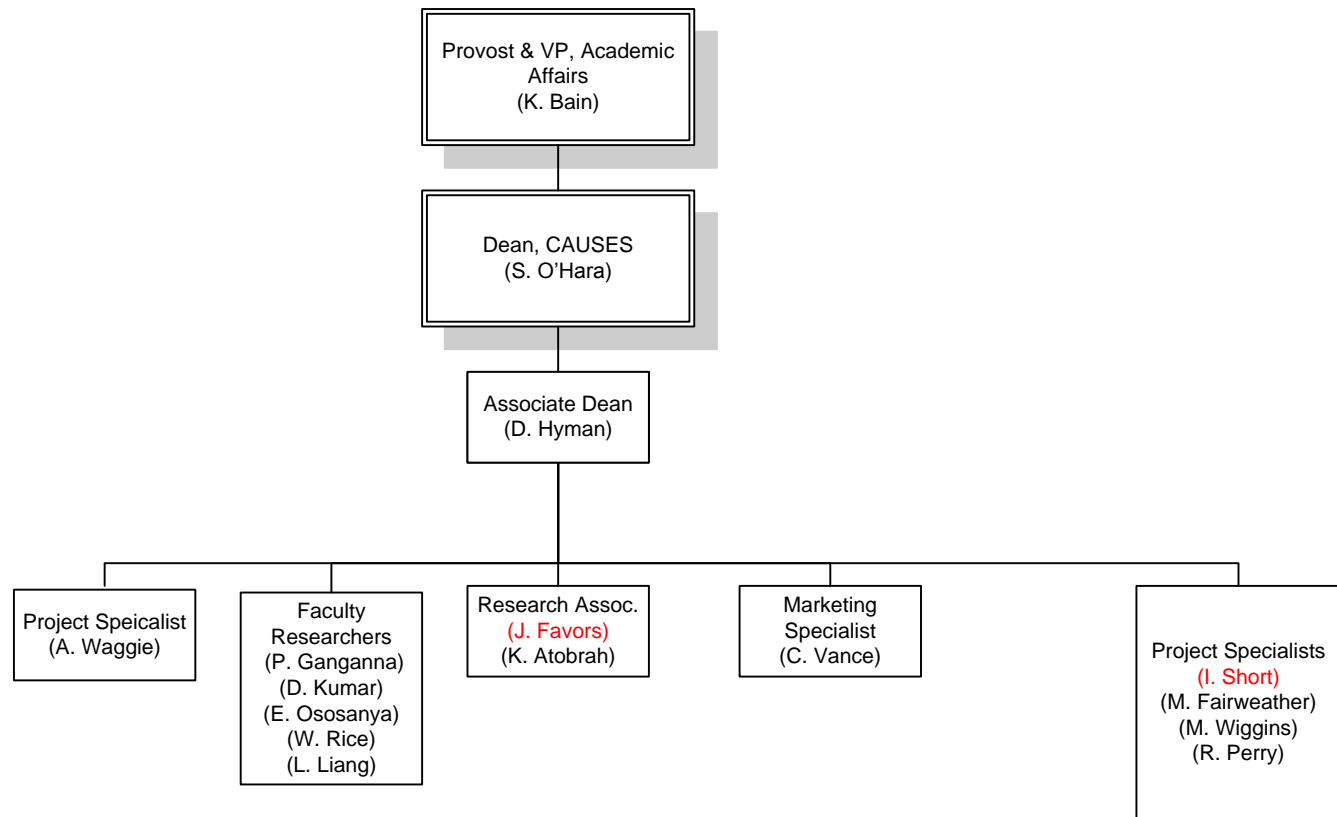 Provost & VP, Academic
Affairs
(K. Bain)
Dean, CAUSES
(S. O’Hara)
Associate Dean
(D. Hyman)
Project Speicalist
(A. Waggie)
Faculty
Researchers
(P. Ganganna)
(D. Kumar)
(E. Ososanya)
(W. Rice)
(L. Liang)
Research Assoc.
(J. Favors)
(K. Atobrah)
Marketing
Specialist
(C. Vance)
Project Specialists
(I. Short)
(M. Fairweather)
(M. Wiggins)
(R. Perry)